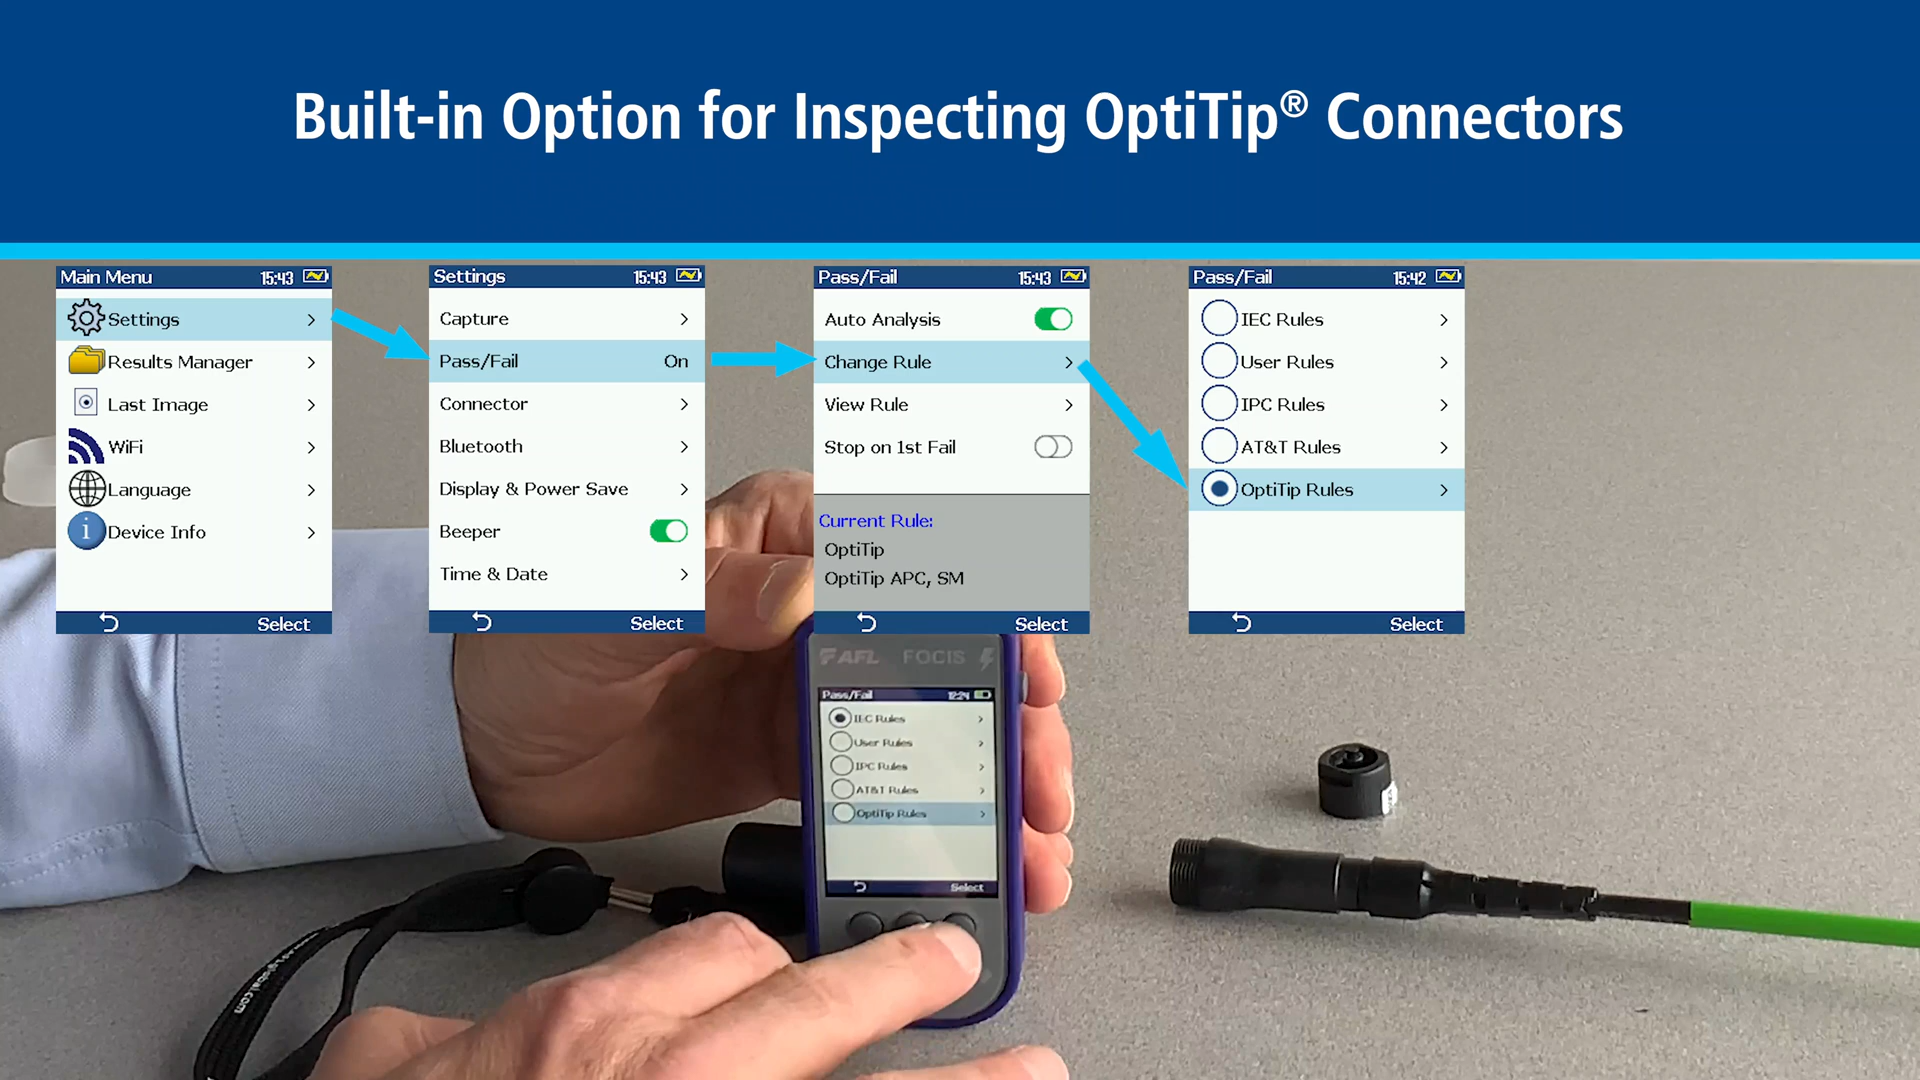 Built-in Option for Inspecting OptiTip® Connectors
Main Menu 15:43
Settings
Results Manager
Last Image
WiFi
Language
Device Info
Select
Settings 15:43
Capture
Pass/Fail On
Connector
Bluetooth
Display & Power Save
Beeper
Time & Date
Select
Pass/Fail 15:43
Auto Analysis
Change Rule
View Rule
Stop on 1st Fail
Current Rule:
OptiTip
OptiTip APC, SM
Select
Pass/Fail 15:42
IEC Rules
User Rules
IPC Rules
AT&T Rules
OptiTip Rules
Select
AFL FOCIS
Pass/Fail 12:24
IEC Rules
User Rules
IPC Rules
AT&T Rules
OptiTip Rules
Select